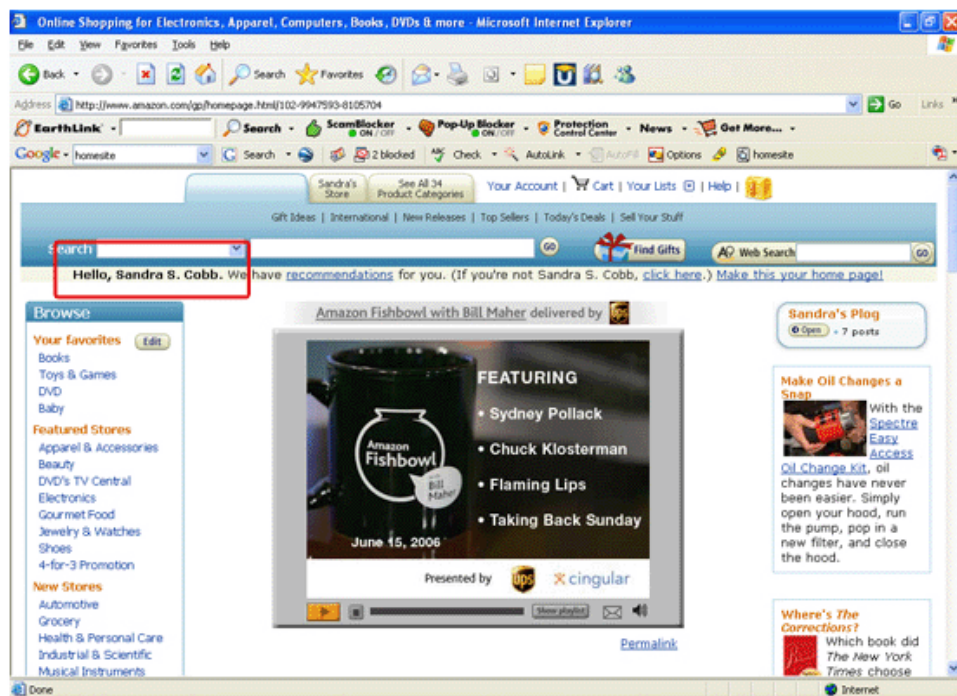 Online Shopping for Electronics, Apparel, Computers, Books, DVDs & more - Microsoft Internet Explorer
File Edit View Favorites Tools Help
Back Search Favorites
Address http://www.amazon.com/gp/homepage.html/102-9947593-8105704 Go Links
EarthLink Search ScamBlocker ON/OFF Pop-Up Blocker ON/OFF Protection Control Center News Get More...
Google homesite Search 2 blocked Check AutoLink AutoFill Options homesite
Sandra's Store See All 34 Product Categories Your Account | Cart | Your Lists | Help |
Gift Ideas | International | New Releases | Top Sellers | Today's Deals | Sell Your Stuff
Search GO Find Gifts A9 Web Search GO
Hello, Sandra S. Cobb. We have recommendations for you. (If you're not Sandra S. Cobb, click here.) Make this your home page!
Browse
Your favorites Edit
Books
Toys & Games
DVD
Baby
Featured Stores
Apparel & Accessories
Beauty
DVD's TV Central
Electronics
Gourmet Food
Jewelry & Watches
Shoes
4-for-3 Promotion
New Stores
Automotive
Grocery
Health & Personal Care
Industrial & Scientific
Musical Instruments
Amazon Fishbowl with Bill Maher delivered by ups
Amazon
Fishbowl
with
Bill
Maher
June 15, 2006
FEATURING
• Sydney Pollack
• Chuck Klosterman
• Flaming Lips
• Taking Back Sunday
Presented by ups cingular
Show playlist
Permalink
Sandra's Plog
Open 7 posts
Make Oil Changes a
Snap
With the
Spectre
Easy
Access
Oil Change Kit, oil
changes have never
been easier. Simply
open your hood, run
the pump, pop in a
new filter, and close
the hood.
Where's The
Corrections?
Which book did
The New York
Times choose
Done Internet